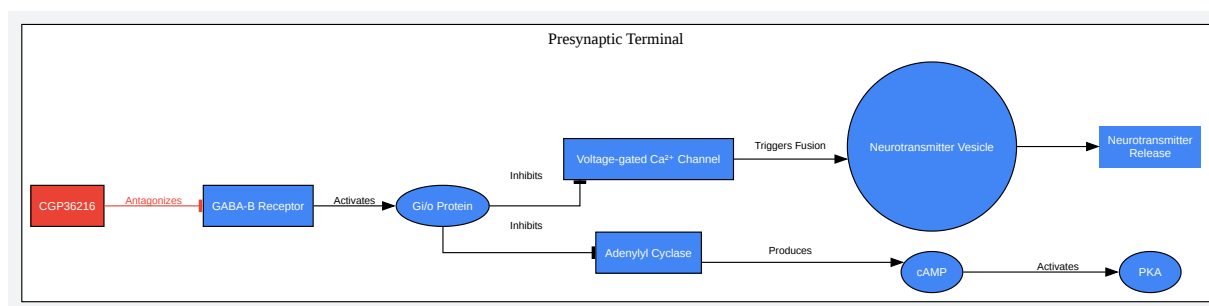 Presynaptic Terminal
CGP36216
Antagonizes
GABA-B Receptor
Activates
Gi/o Protein
Inhibits
Voltage-gated Ca²⁺ Channel
Triggers Fusion
Neurotransmitter Vesicle
Neurotransmitter
Release
Inhibits
Adenylyl Cyclase
Produces
cAMP
Activates
PKA